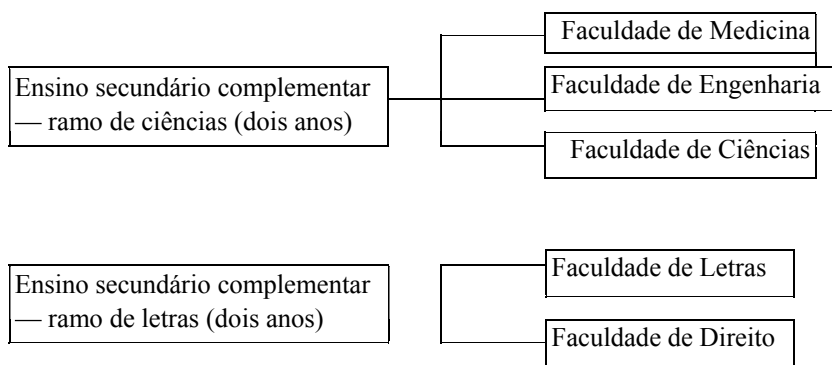 Faculdade de Medicina
Ensino secundário complementar
— ramo de ciências (dois anos)
Faculdade de Engenharia
Faculdade de Ciências
Ensino secundário complementar
— ramo de letras (dois anos)
Faculdade de Letras
Faculdade de Direito